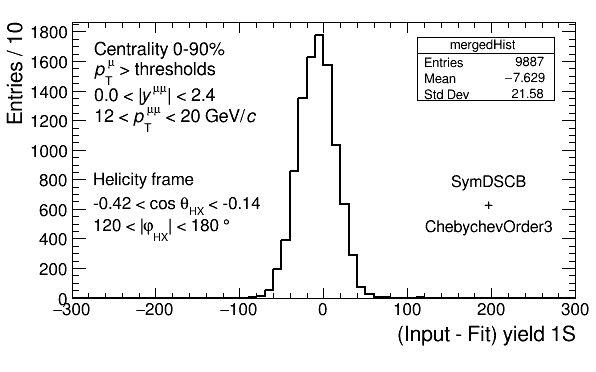 Entries / 10
1800
1600
1400
1200
1000
800
600
400
200
0
Centrality 0-90%
p_T^μ > thresholds
0.0 < |y^μμ| < 2.4
12 < p_T^μμ < 20 GeV/c
Helicity frame
-0.42 < cos θ_HX < -0.14
120 < |φ_HX| < 180 °
mergedHist
Entries 9887
Mean −7.629
Std Dev 21.58
SymDSCB
+
ChebychevOrder3
−300 −200 −100 0 100 200 300
(Input - Fit) yield 1S